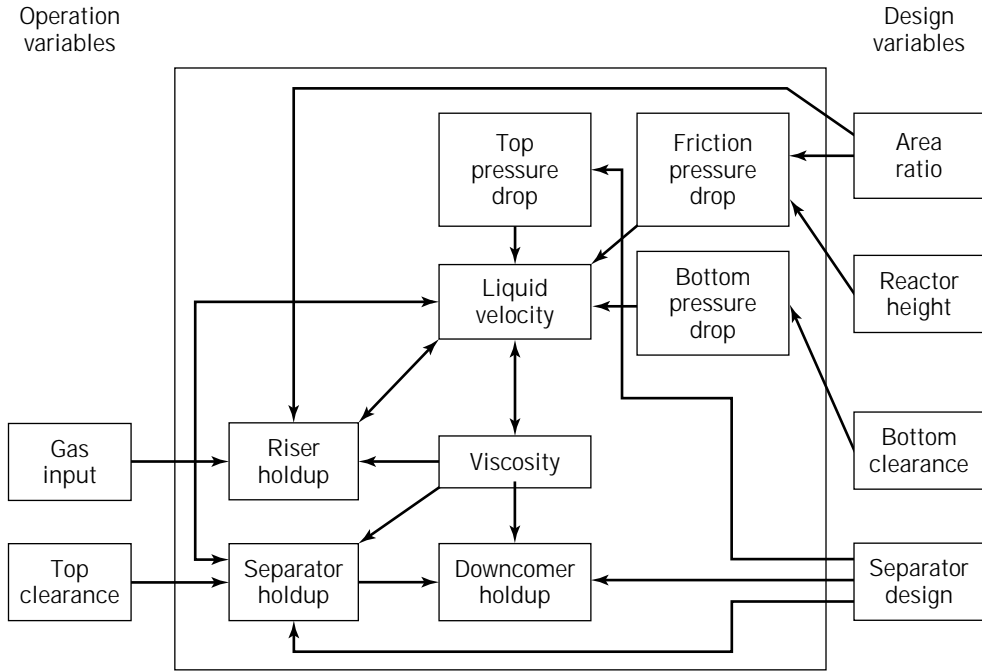 Operation
variables
Design
variables
Top
pressure
drop
Friction
pressure
drop
Area
ratio
Liquid
velocity
Bottom
pressure
drop
Reactor
height
Gas
input
Riser
holdup
Viscosity
Bottom
clearance
Top
clearance
Separator
holdup
Downcomer
holdup
Separator
design